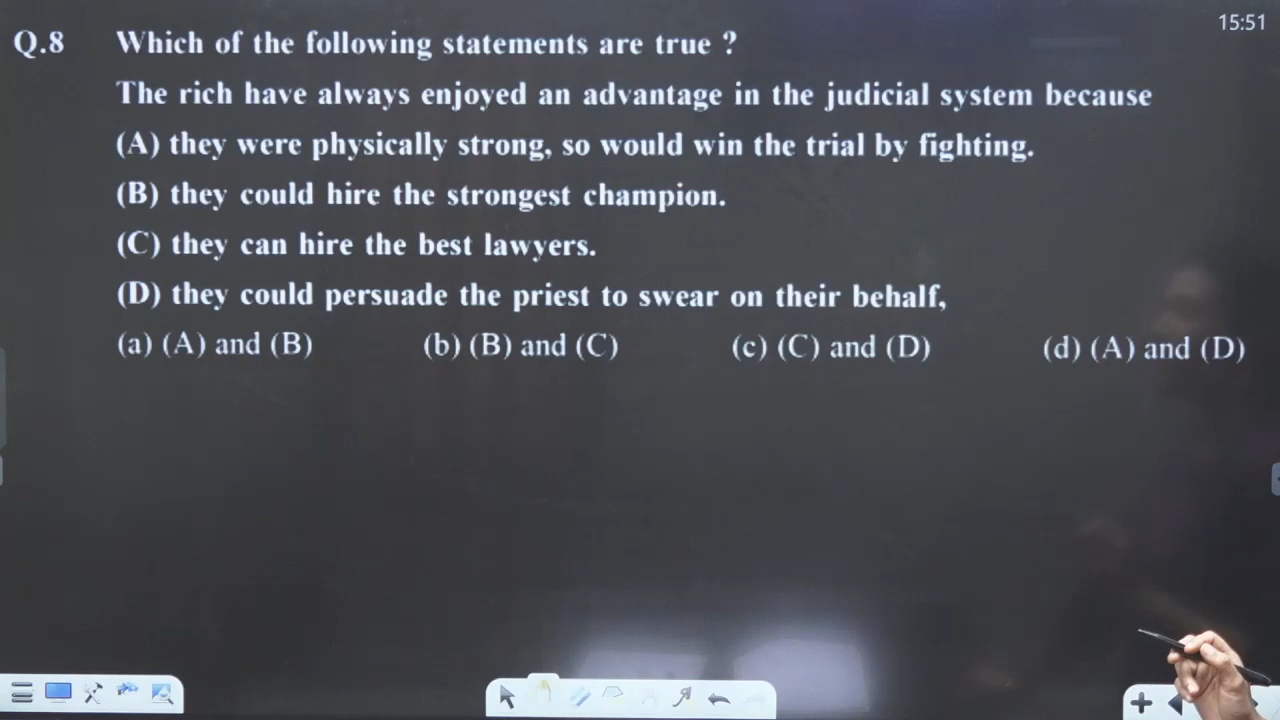 15:51
Q.8 Which of the following statements are true ?
The rich have always enjoyed an advantage in the judicial system because
(A) they were physically strong, so would win the trial by fighting.
(B) they could hire the strongest champion.
(C) they can hire the best lawyers.
(D) they could persuade the priest to swear on their behalf,
(a) (A) and (B) (b) (B) and (C) (c) (C) and (D) (d) (A) and (D)